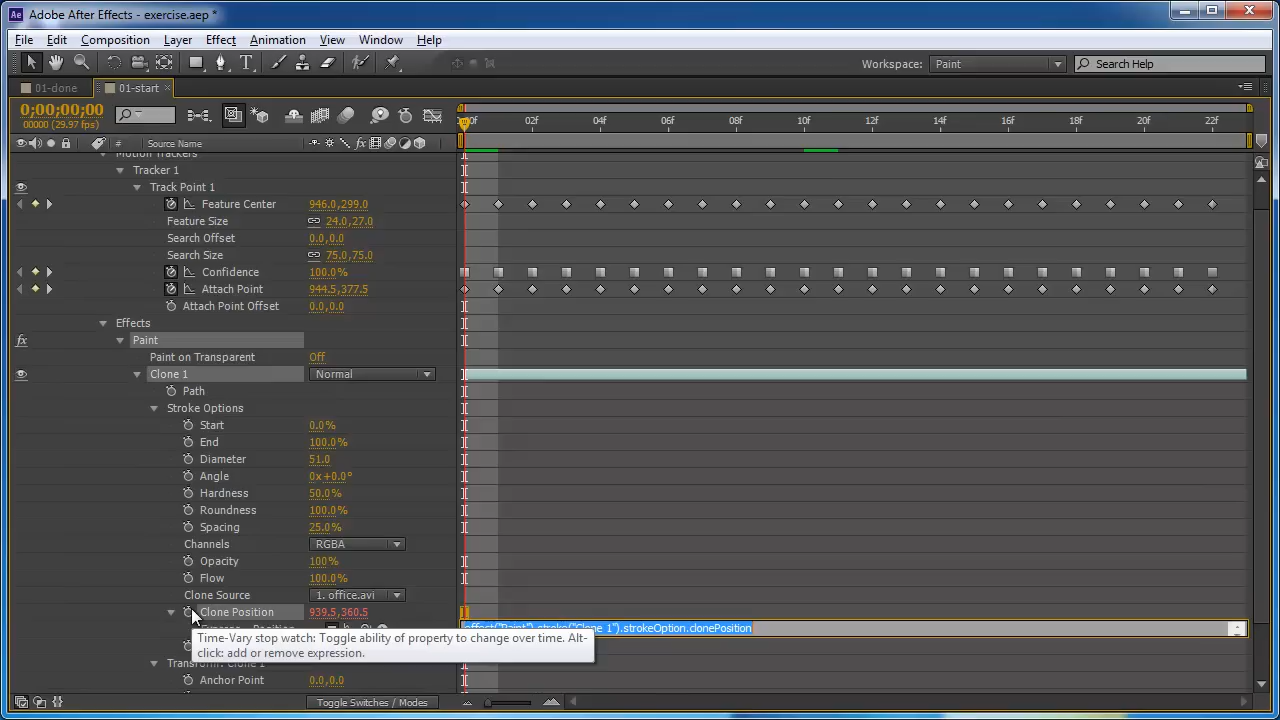 Adobe After Effects - exercise.aep *
File Edit Composition Layer Effect Animation View Window Help
Workspace: Paint Search Help
01-done 01-start
0;00;00;00
00000 (29.97 fps)
00f 02f 04f 06f 08f 10f 12f 14f 16f 18f 20f 22f
# Source Name
Motion Trackers
Tracker 1
Track Point 1
Feature Center 946.0,299.0
Feature Size 24.0,27.0
Search Offset 0.0,0.0
Search Size 75.0,75.0
Confidence 100.0%
Attach Point 944.5,377.5
Attach Point Offset 0.0,0.0
Effects
fx Paint
Paint on Transparent Off
Clone 1 Normal
Path
Stroke Options
Start 0.0%
End 100.0%
Diameter 51.0
Angle 0x+0.0°
Hardness 50.0%
Roundness 100.0%
Spacing 25.0%
Channels RGBA
Opacity 100%
Flow 100.0%
Clone Source 1. office.avi
Clone Position 939.5,360.5
effect("Paint").stroke("Clone 1").strokeOption.clonePosition
Time-Vary stop watch: Toggle ability of property to change over time. Alt-
click: add or remove expression.
Transform: Clone 1
Anchor Point 0.0,0.0
Toggle Switches / Modes